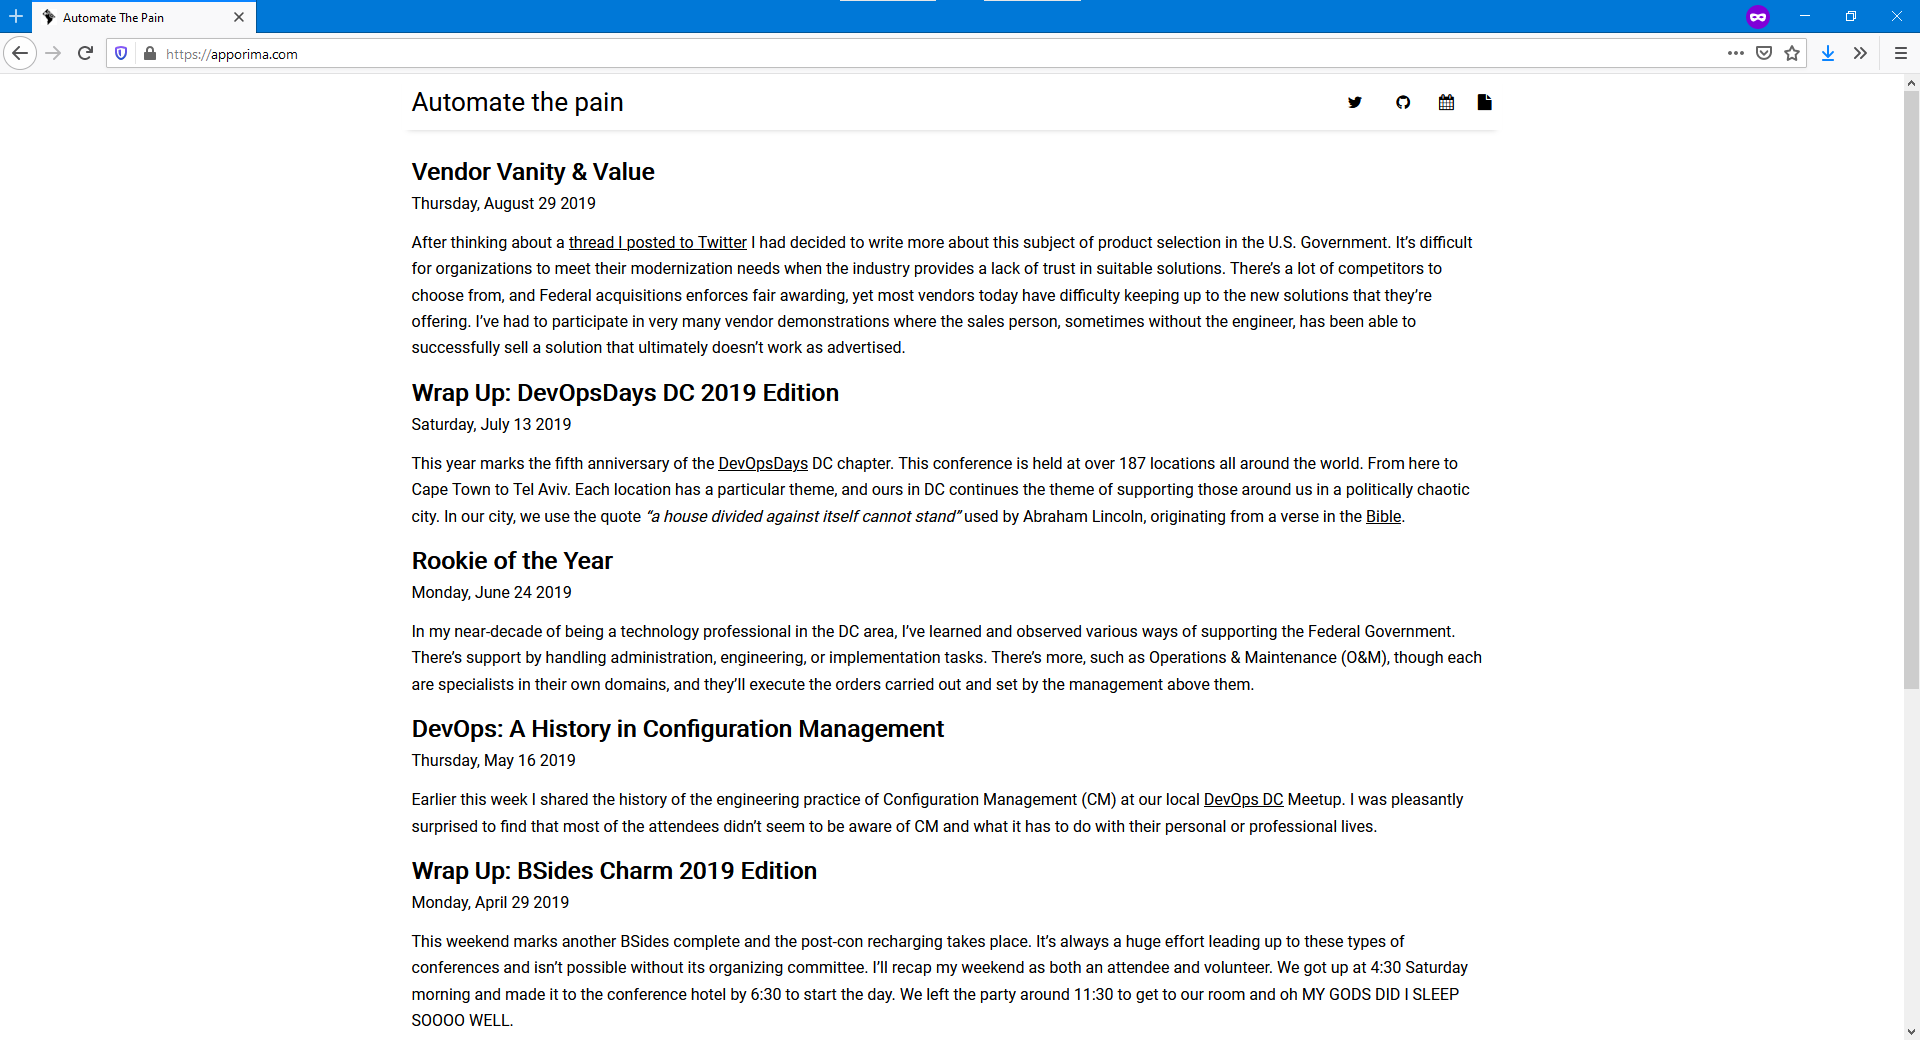 Automate The Pain
https://apporima.com
Automate the pain
Vendor Vanity & Value
Thursday, August 29 2019
After thinking about a thread I posted to Twitter I had decided to write more about this subject of product selection in the U.S. Government. It’s difficult
for organizations to meet their modernization needs when the industry provides a lack of trust in suitable solutions. There’s a lot of competitors to
choose from, and Federal acquisitions enforces fair awarding, yet most vendors today have difficulty keeping up to the new solutions that they’re
offering. I’ve had to participate in very many vendor demonstrations where the sales person, sometimes without the engineer, has been able to
successfully sell a solution that ultimately doesn’t work as advertised.
Wrap Up: DevOpsDays DC 2019 Edition
Saturday, July 13 2019
This year marks the fifth anniversary of the DevOpsDays DC chapter. This conference is held at over 187 locations all around the world. From here to
Cape Town to Tel Aviv. Each location has a particular theme, and ours in DC continues the theme of supporting those around us in a politically chaotic
city. In our city, we use the quote “a house divided against itself cannot stand” used by Abraham Lincoln, originating from a verse in the Bible.
Rookie of the Year
Monday, June 24 2019
In my near-decade of being a technology professional in the DC area, I’ve learned and observed various ways of supporting the Federal Government.
There’s support by handling administration, engineering, or implementation tasks. There’s more, such as Operations & Maintenance (O&M), though each
are specialists in their own domains, and they’ll execute the orders carried out and set by the management above them.
DevOps: A History in Configuration Management
Thursday, May 16 2019
Earlier this week I shared the history of the engineering practice of Configuration Management (CM) at our local DevOps DC Meetup. I was pleasantly
surprised to find that most of the attendees didn’t seem to be aware of CM and what it has to do with their personal or professional lives.
Wrap Up: BSides Charm 2019 Edition
Monday, April 29 2019
This weekend marks another BSides complete and the post-con recharging takes place. It’s always a huge effort leading up to these types of
conferences and isn’t possible without its organizing committee. I’ll recap my weekend as both an attendee and volunteer. We got up at 4:30 Saturday
morning and made it to the conference hotel by 6:30 to start the day. We left the party around 11:30 to get to our room and oh MY GODS DID I SLEEP
SOOOO WELL.